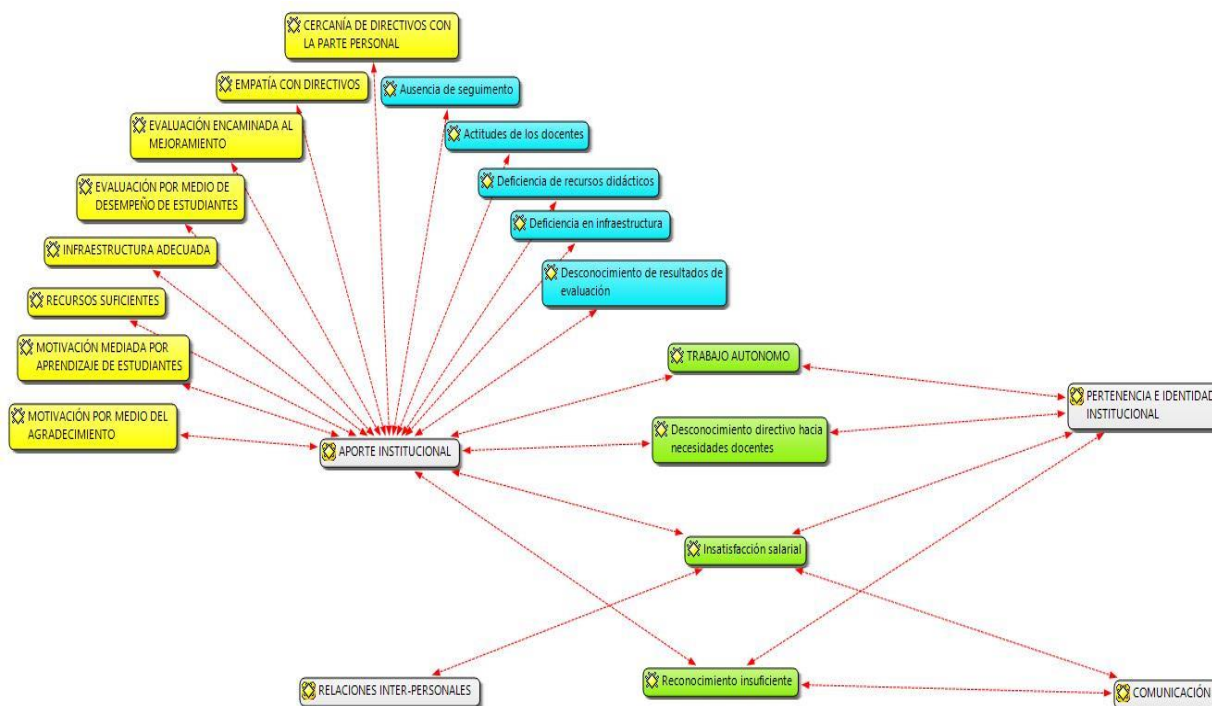 CERCANÍA DE DIRECTIVOS CON
LA PARTE PERSONAL
EMPATÍA CON DIRECTIVOS
Ausencia de seguimento
EVALUACIÓN ENCAMINADA AL
MEJORAMIENTO
Actitudes de los docentes
EVALUACIÓN POR MEDIO DE
DESEMPEÑO DE ESTUDIANTES
Deficiencia de recursos didácticos
Deficiencia en infraestructura
INFRAESTRUCTURA ADECUADA
Desconocimiento de resultados de
evaluación
RECURSOS SUFICIENTES
MOTIVACIÓN MEDIADA POR
APRENDIZAJE DE ESTUDIANTES
TRABAJO AUTONOMO
PERTENENCIA E IDENTIDAD
INSTITUCIONAL
MOTIVACIÓN POR MEDIO DEL
AGRADECIMIENTO
Desconocimiento directivo hacia
necesidades docentes
APORTE INSTITUCIONAL
Insatisfacción salarial
RELACIONES INTER-PERSONALES
Reconocimiento insuficiente
COMUNICACIÓN